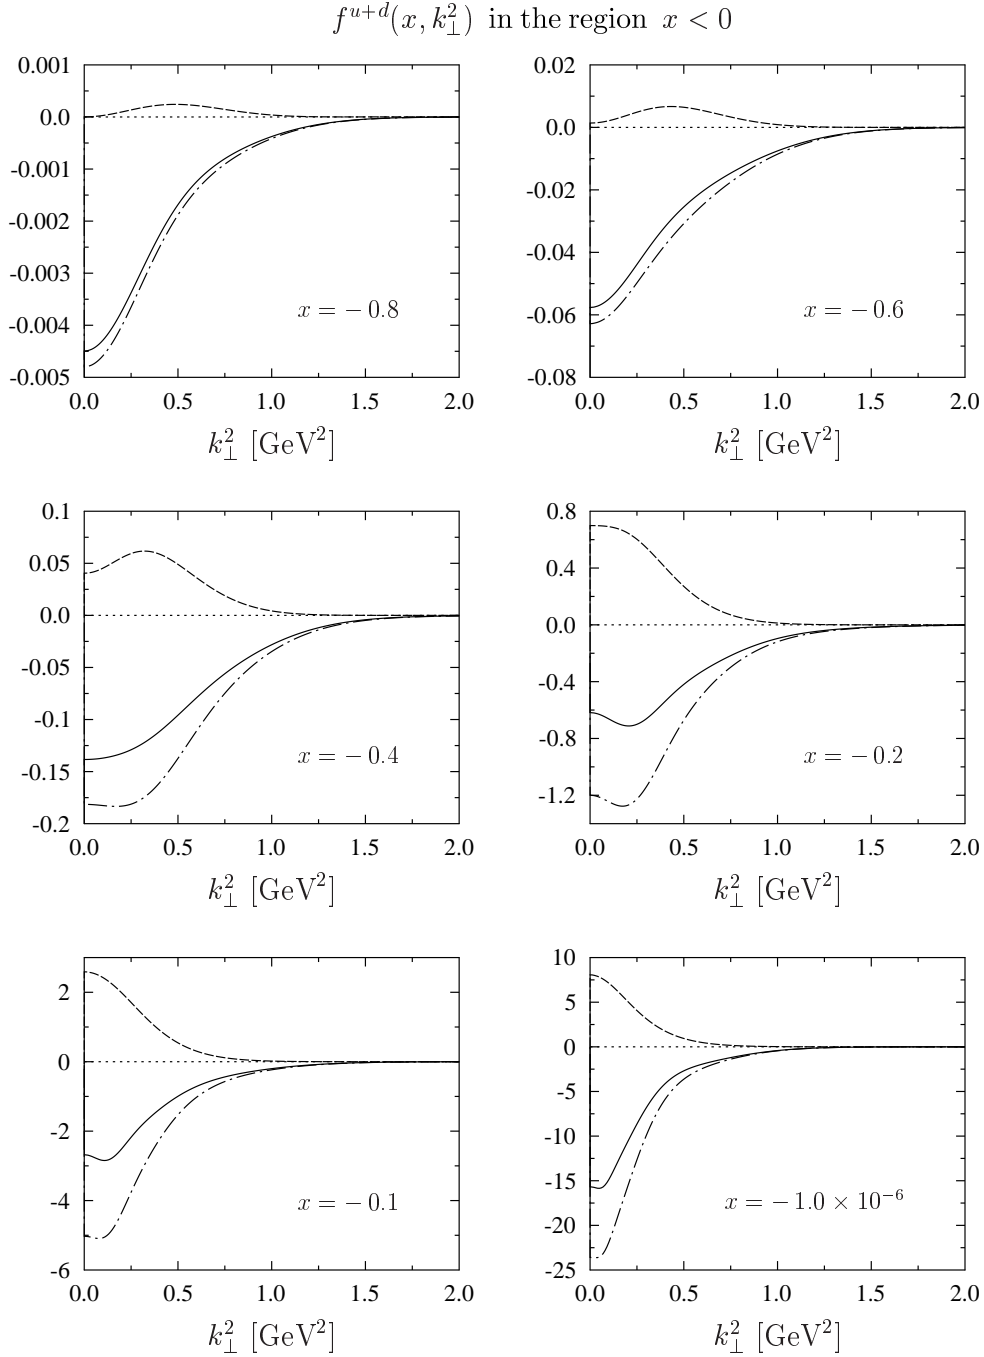 f^{u+d}(x, k_⊥^2) in the region x < 0
0.001
0.0
-0.001
-0.002
-0.003
-0.004
-0.005
x = − 0.8
0.0 0.5 1.0 1.5 2.0
k_⊥^2 [GeV^2]
0.02
0.0
-0.02
-0.04
-0.06
-0.08
x = − 0.6
0.0 0.5 1.0 1.5 2.0
k_⊥^2 [GeV^2]
0.1
0.05
0.0
-0.05
-0.1
-0.15
-0.2
x = − 0.4
0.0 0.5 1.0 1.5 2.0
k_⊥^2 [GeV^2]
0.8
0.4
0.0
-0.4
-0.8
-1.2
x = − 0.2
0.0 0.5 1.0 1.5 2.0
k_⊥^2 [GeV^2]
2
0
-2
-4
-6
x = − 0.1
0.0 0.5 1.0 1.5 2.0
k_⊥^2 [GeV^2]
10
5
0
-5
-10
-15
-20
-25
x = − 1.0 × 10^{−6}
0.0 0.5 1.0 1.5 2.0
k_⊥^2 [GeV^2]